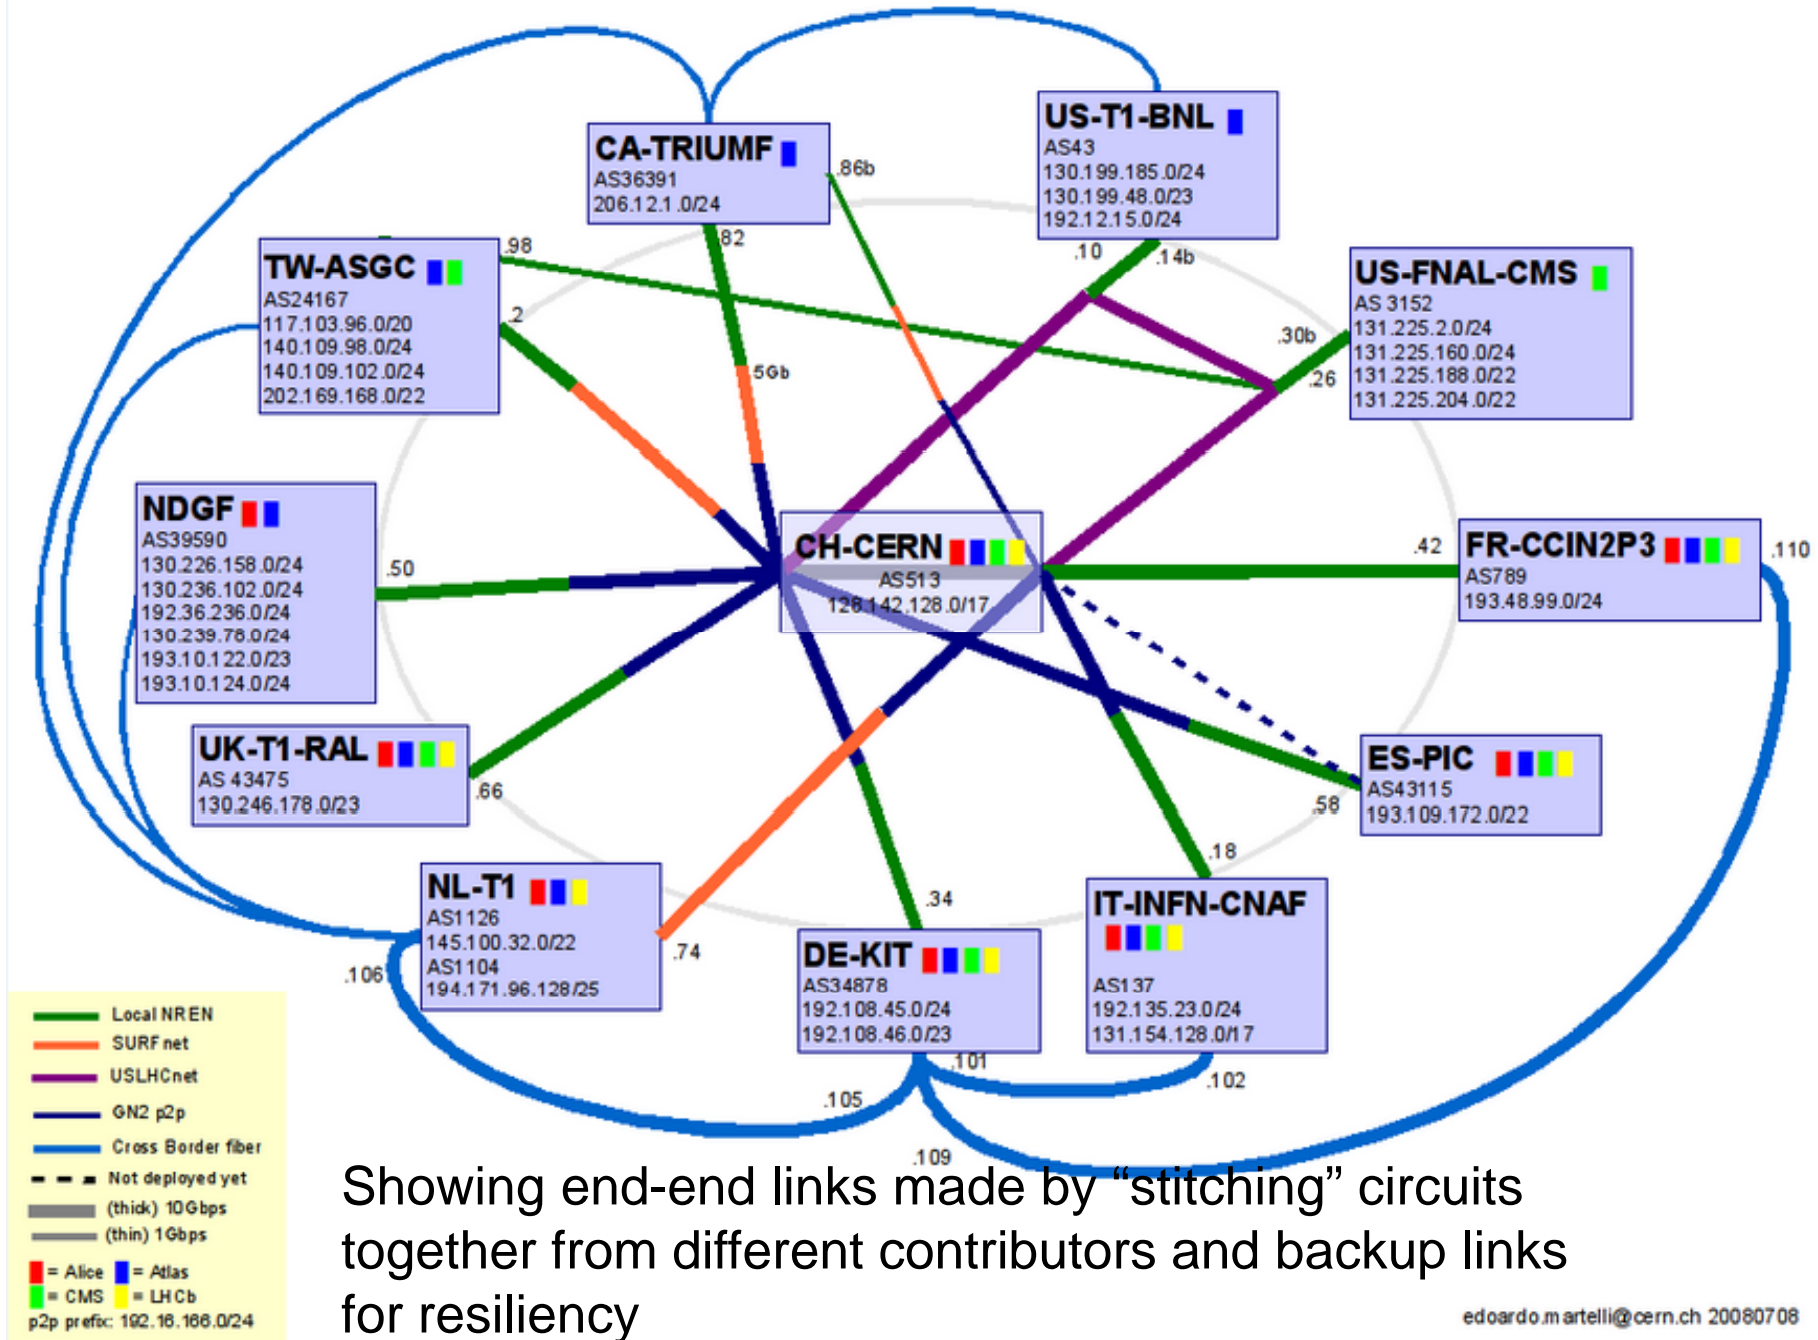 CA-TRIUMF
AS36391
206.12.1.0/24
.86b
82
5Gb
US-T1-BNL
AS43
130.199.185.0/24
130.199.48.0/23
192.12.15.0/24
.10
.14b
TW-ASGC
AS24167
117.103.96.0/20
140.109.98.0/24
140.109.102.0/24
202.169.168.0/22
.98
.2
US-FNAL-CMS
AS 3152
131.225.2.0/24
131.225.160.0/24
131.225.188.0/22
131.225.204.0/22
.30b
.26
NDGF
AS39590
130.226.158.0/24
130.236.102.0/24
192.36.236.0/24
130.239.78.0/24
193.10.122.0/23
193.10.124.0/24
.50
CH-CERN
AS513
128.142.128.0/17
.42
FR-CCIN2P3
AS789
193.48.99.0/24
.110
UK-T1-RAL
AS 43475
130.246.178.0/23
.66
ES-PIC
AS43115
193.109.172.0/22
.58
NL-T1
AS1126
145.100.32.0/22
AS1104
194.171.96.128/25
.106
.74
DE-KIT
AS34878
192.108.45.0/24
192.108.46.0/23
.34
.101
.105
.109
IT-INFN-CNAF
AS137
192.135.23.0/24
131.154.128.0/17
.18
.102
Local NREN
SURFnet
USLHCnet
GN2 p2p
Cross Border fiber
Not deployed yet
(thick) 10Gbps
(thin) 1Gbps
= Alice = Atlas
= CMS = LHCb
p2p prefix: 192.16.166.0/24
Showing end-end links made by “stitching” circuits
together from different contributors and backup links
for resiliency
edoardo.martelli@cern.ch 20080708